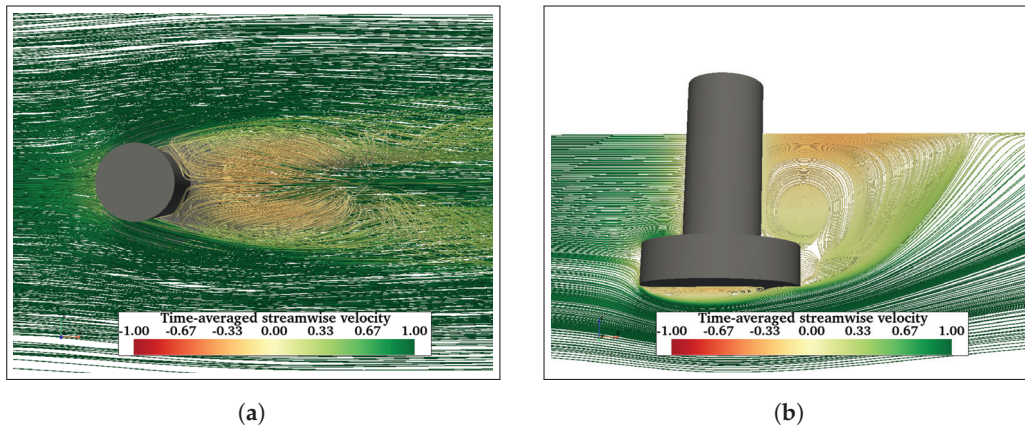 Time-averaged streamwise velocity
-1.00 -0.67 -0.33 0.00 0.33 0.67 1.00
Time-averaged streamwise velocity
-1.00 -0.67 -0.33 0.00 0.33 0.67 1.00
(a)
(b)